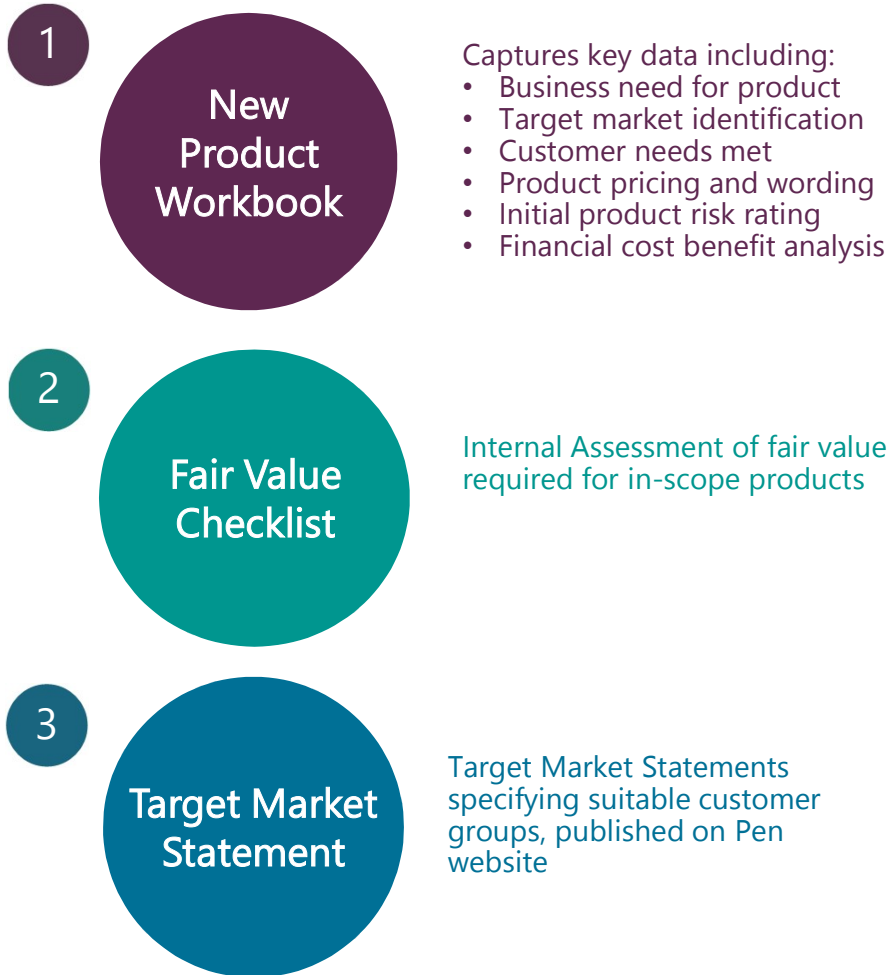 1
New
Product
Workbook
Captures key data including:
• Business need for product
• Target market identification
• Customer needs met
• Product pricing and wording
• Initial product risk rating
• Financial cost benefit analysis
2
Fair Value
Checklist
Internal Assessment of fair value
required for in-scope products
3
Target Market
Statement
Target Market Statements
specifying suitable customer
groups, published on Pen
website